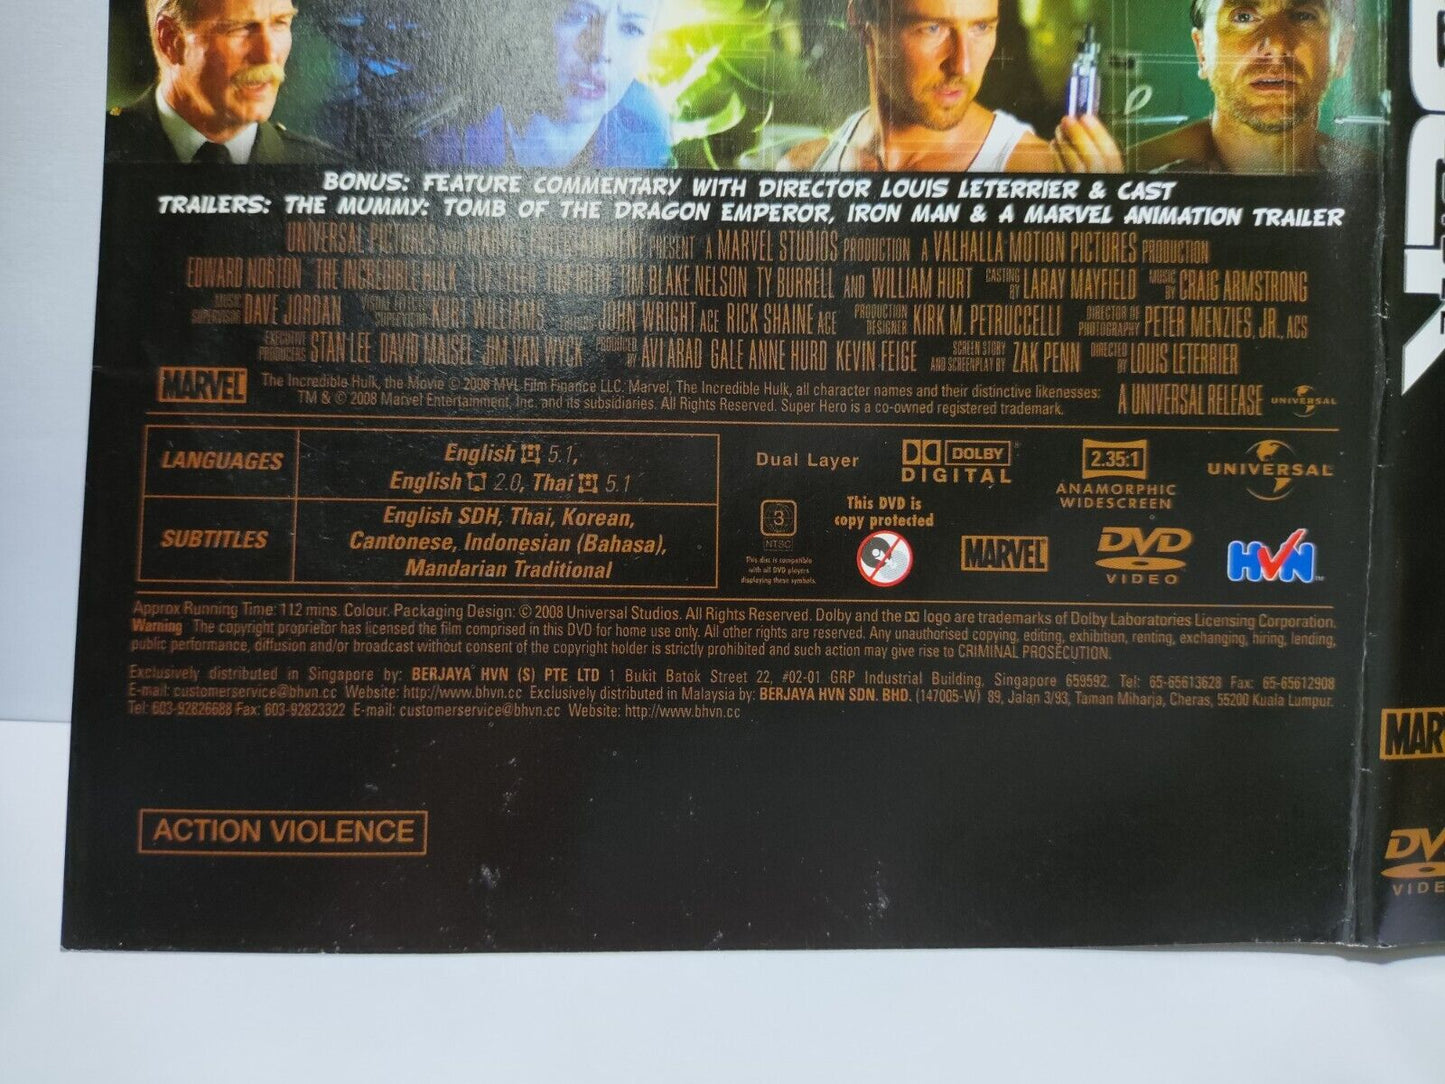 BONUS: FEATURE COMMENTARY WITH DIRECTOR LOUIS LETERRIER & CAST
TRAILERS: THE MUMMY: TOMB OF THE DRAGON EMPEROR, IRON MAN & A MARVEL ANIMATION TRAILER
UNIVERSAL PICTURES AND MARVEL ENTERTAINMENT PRESENT A MARVEL STUDIOS PRODUCTION A VALHALLA MOTION PICTURES PRODUCTION
EDWARD NORTON THE INCREDIBLE HULK LIV TYLER TIM ROTH TIM BLAKE NELSON TY BURRELL AND WILLIAM HURT CASTING BY LARAY MAYFIELD MUSIC BY CRAIG ARMSTRONG
MUSIC SUPERVISOR DAVE JORDAN VISUAL EFFECTS SUPERVISOR KURT WILLIAMS EDITED BY JOHN WRIGHT ACE RICK SHAINE ACE PRODUCTION DESIGNER KIRK M. PETRUCCELLI DIRECTOR OF PHOTOGRAPHY PETER MENZIES, JR., ACS
EXECUTIVE PRODUCERS STAN LEE DAVID MAISEL JIM VAN WYCK PRODUCED BY AVI ARAD GALE ANNE HURD KEVIN FEIGE SCREEN STORY AND SCREENPLAY BY ZAK PENN DIRECTED BY LOUIS LETERRIER
MARVEL The Incredible Hulk, the Movie © 2008 MVL Film Finance LLC. Marvel, The Incredible Hulk, all character names and their distinctive likenesses:
TM & © 2008 Marvel Entertainment, Inc. and its subsidiaries. All Rights Reserved. Super Hero is a co-owned registered trademark.
A UNIVERSAL RELEASE UNIVERSAL
LANGUAGES
English 5.1,
English 2.0, Thai 5.1
SUBTITLES
English SDH, Thai, Korean,
Cantonese, Indonesian (Bahasa),
Mandarian Traditional
Dual Layer
DOLBY
DIGITAL
2.35:1
ANAMORPHIC
WIDESCREEN
UNIVERSAL
3
NTSC
This disc is compatible
with all DVD players
displaying these symbols.
This DVD is
copy protected
MARVEL
DVD
VIDEO
HVN
Approx Running Time: 112 mins. Colour. Packaging Design: © 2008 Universal Studios. All Rights Reserved. Dolby and the logo are trademarks of Dolby Laboratories Licensing Corporation.
Warning The copyright proprietor has licensed the film comprised in this DVD for home use only. All other rights are reserved. Any unauthorised copying, editing, exhibition, renting, exchanging, hiring, lending,
public performance, diffusion and/or broadcast without consent of the copyright holder is strictly prohibited and such action may give rise to CRIMINAL PROSECUTION.
Exclusively distributed in Singapore by: BERJAYA HVN (S) PTE LTD 1 Bukit Batok Street 22, #02-01 GRP Industrial Building, Singapore 659592. Tel: 65-65613628 Fax: 65-65612908
E-mail: customerservice@bhvn.cc Website: http://www.bhvn.cc Exclusively distributed in Malaysia by: BERJAYA HVN SDN. BHD. (147005-W) 89, Jalan 3/93, Taman Miharja, Cheras, 55200 Kuala Lumpur.
Tel: 603-92826688 Fax: 603-92823322 E-mail: customerservice@bhvn.cc Website: http://www.bhvn.cc
ACTION VIOLENCE
MAR
DV
VIDE